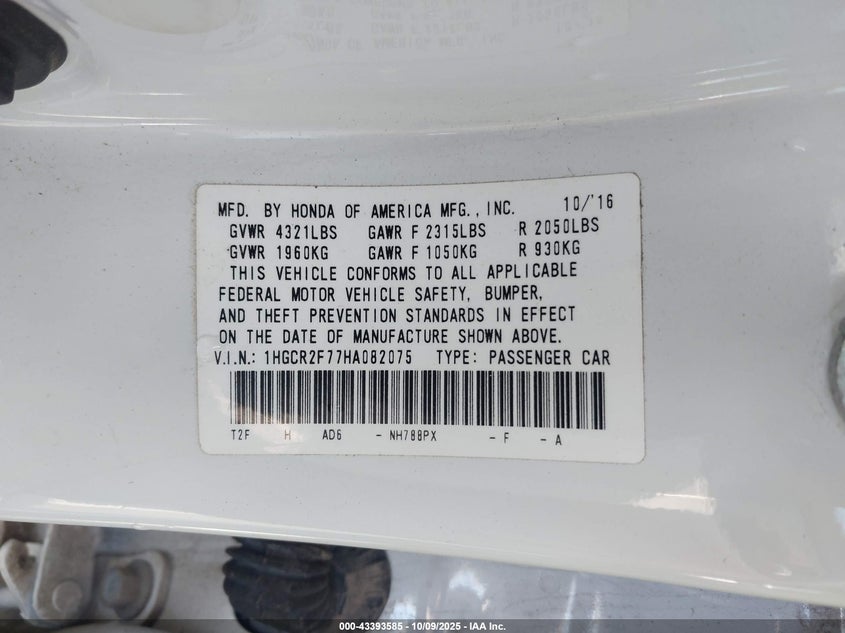 MFD. BY HONDA OF AMERICA MFG., INC. 10/'16
GVWR 4321LBS GAWR F 2315LBS R 2050LBS
GVWR 1960KG GAWR F 1050KG R 930KG
THIS VEHICLE CONFORMS TO ALL APPLICABLE
FEDERAL MOTOR VEHICLE SAFETY, BUMPER,
AND THEFT PREVENTION STANDARDS IN EFFECT
ON THE DATE OF MANUFACTURE SHOWN ABOVE.
V.I.N.: 1HGCR2F77HA082075 TYPE: PASSENGER CAR
T2F H AD6 - NH788PX - F - A
000-43393585 - 10/09/2025 - IAA Inc.